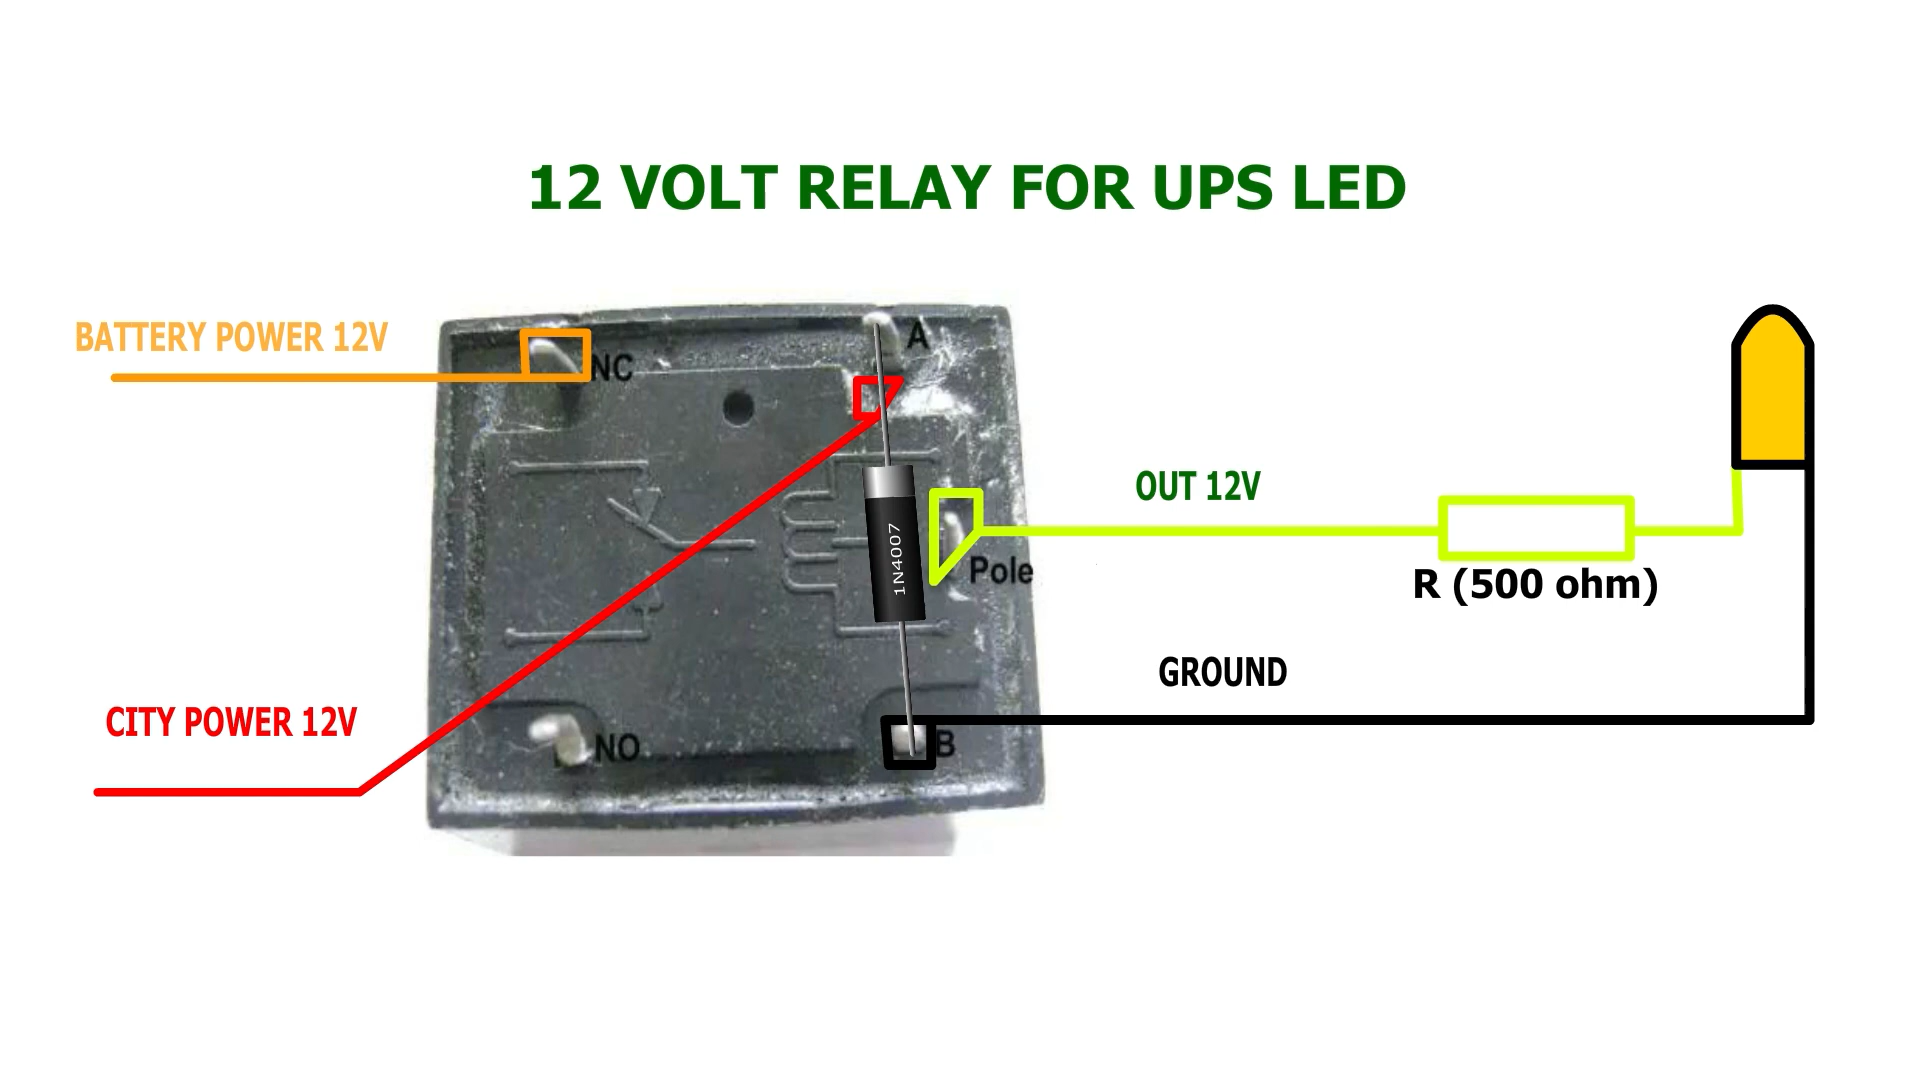 12 VOLT RELAY FOR UPS LED
BATTERY POWER 12V
NC
A
OUT 12V
1N4007
Pole
R (500 ohm)
GROUND
CITY POWER 12V
NO
B